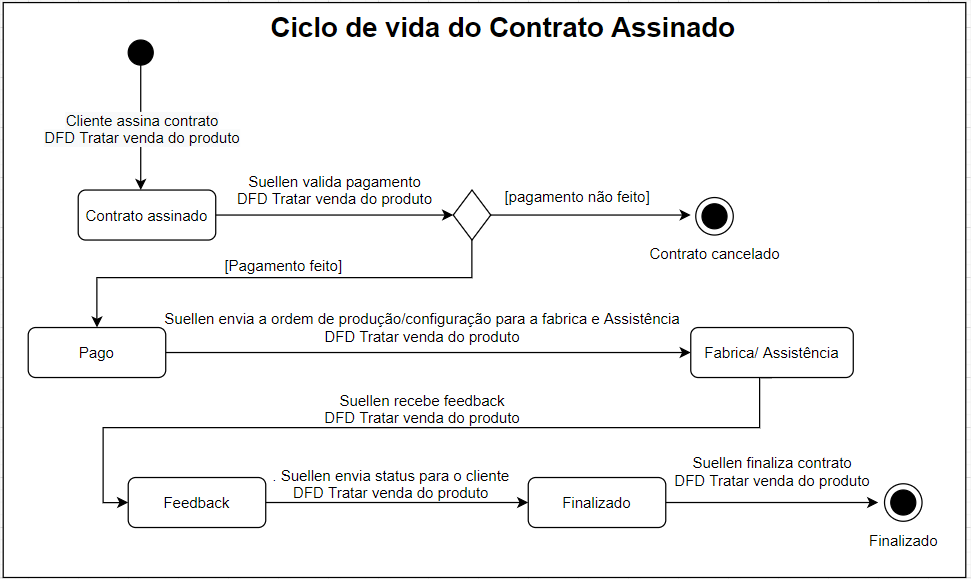 Ciclo de vida do Contrato Assinado
Cliente assina contrato
DFD Tratar venda do produto
Contrato assinado
Suellen valida pagamento
DFD Tratar venda do produto
[pagamento não feito]
Contrato cancelado
[Pagamento feito]
Pago
Suellen envia a ordem de produção/configuração para a fabrica e Assistência
DFD Tratar venda do produto
Fabrica/ Assistência
Suellen recebe feedback
DFD Tratar venda do produto
Feedback
. Suellen envia status para o cliente
DFD Tratar venda do produto
Finalizado
Suellen finaliza contrato
DFD Tratar venda do produto
Finalizado